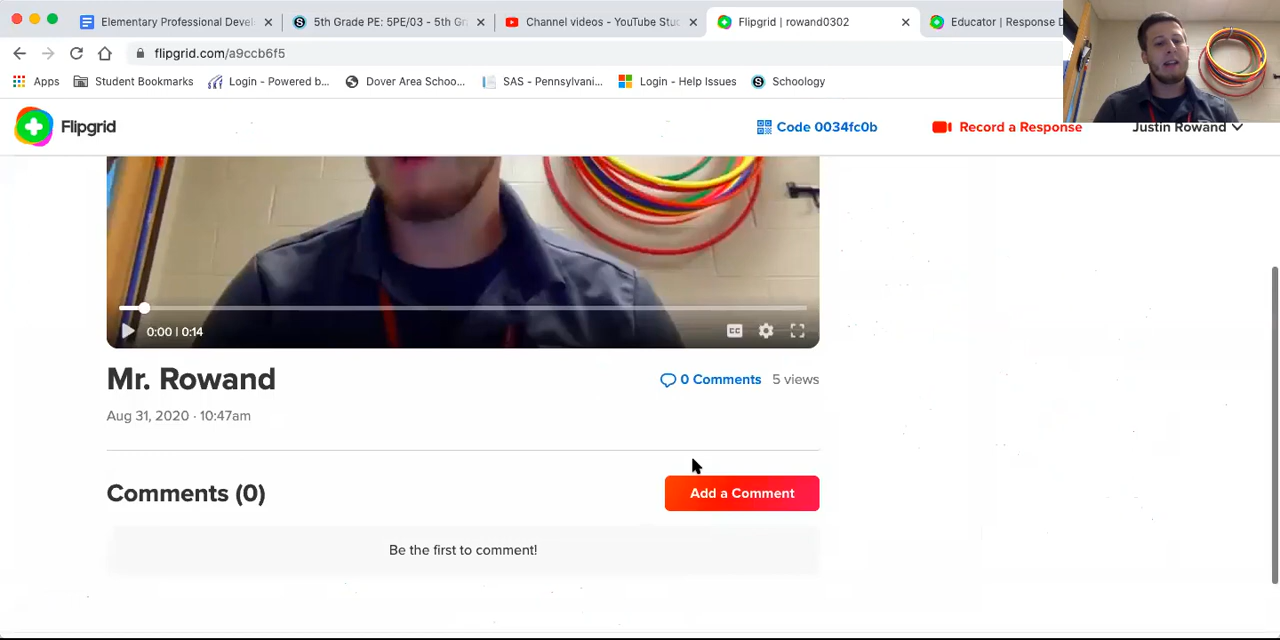 Elementary Professional Devel
5th Grade PE: 5PE/03 - 5th Gr
Channel videos - YouTube Stu
Flipgrid | rowand0302
Educator | Response D
flipgrid.com/a9ccb6f5
Apps
Student Bookmarks
Login - Powered by...
Dover Area Schoo...
SAS - Pennsylvani...
Login - Help Issues
Schoology
Flipgrid
Code 0034fc0b
Record a Response
Justin Rowand
0:00 | 0:14
CC
Mr. Rowand
0 Comments
5 views
Aug 31, 2020 · 10:47am
Comments (0)
Add a Comment
Be the first to comment!